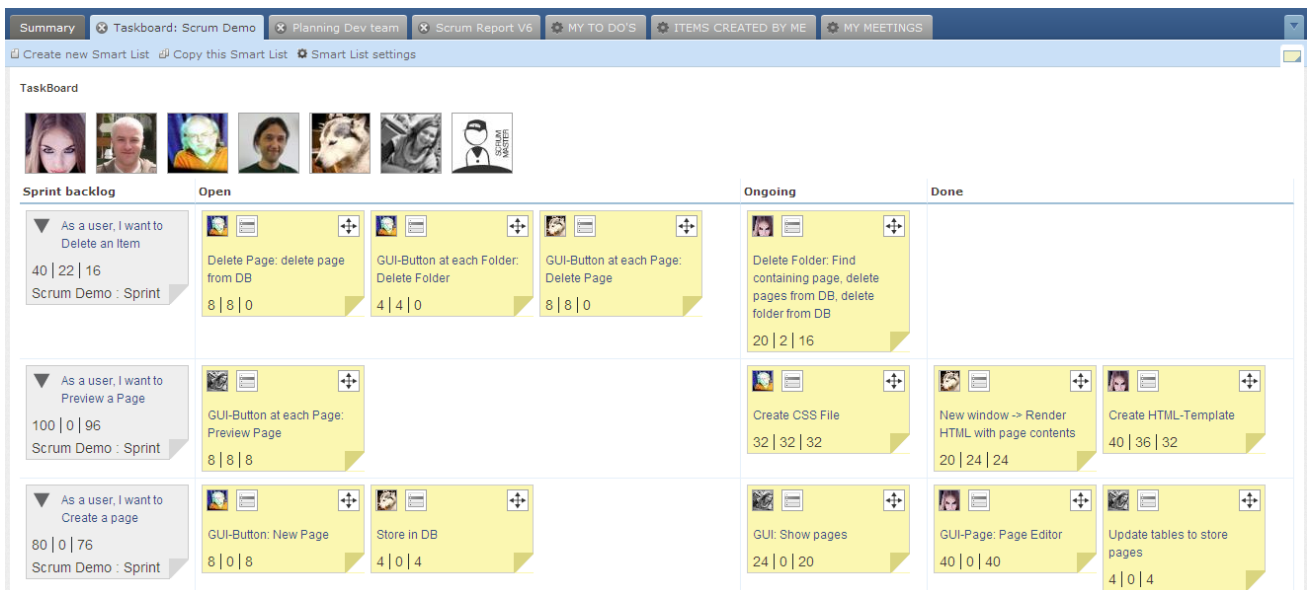 Summary
Taskboard: Scrum Demo
Planning Dev team
Scrum Report V6
MY TO DO'S
ITEMS CREATED BY ME
MY MEETINGS
Create new Smart List
Copy this Smart List
Smart List settings
TaskBoard
SCRUM
MASTER
Sprint backlog
Open
Ongoing
Done
As a user, I want to
Delete an Item
40 | 22 | 16
Scrum Demo : Sprint
Delete Page: delete page
from DB
8 | 8 | 0
GUI-Button at each Folder:
Delete Folder
4 | 4 | 0
GUI-Button at each Page:
Delete Page
8 | 8 | 0
Delete Folder: Find
containing page, delete
pages from DB, delete
folder from DB
20 | 2 | 16
As a user, I want to
Preview a Page
100 | 0 | 96
Scrum Demo : Sprint
GUI-Button at each Page:
Preview Page
8 | 8 | 8
Create CSS File
32 | 32 | 32
New window -> Render
HTML with page contents
20 | 24 | 24
Create HTML-Template
40 | 36 | 32
As a user, I want to
Create a page
80 | 0 | 76
Scrum Demo : Sprint
GUI-Button: New Page
8 | 0 | 8
Store in DB
4 | 0 | 4
GUI: Show pages
24 | 0 | 20
GUI-Page: Page Editor
40 | 0 | 40
Update tables to store
pages
4 | 0 | 4